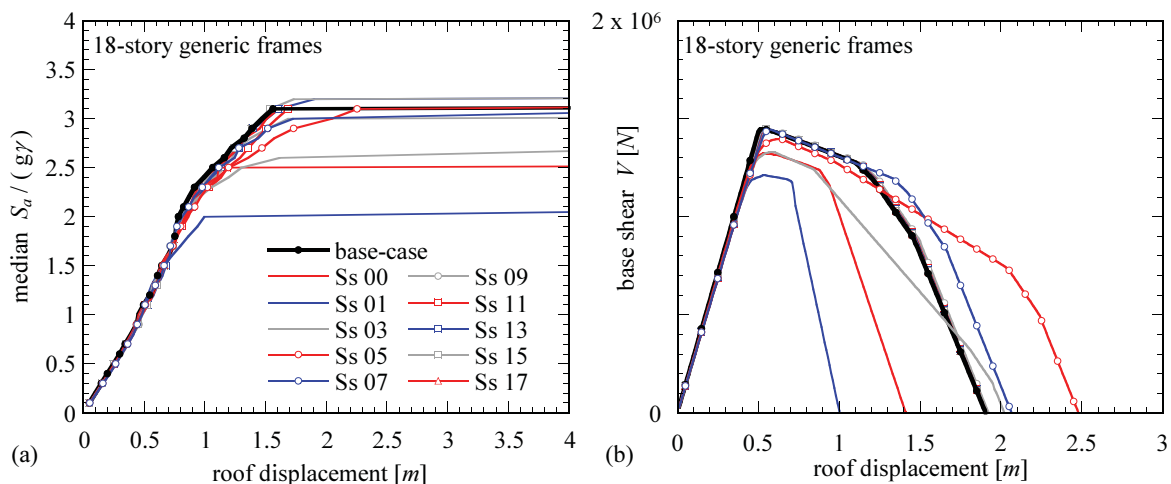 4
3.5
3
2.5
2
1.5
1
0.5
0
median Sa / ( gγ )
18-story generic frames
base-case
Ss 00
Ss 01
Ss 03
Ss 05
Ss 07
Ss 09
Ss 11
Ss 13
Ss 15
Ss 17
0 0.5 1 1.5 2 2.5 3 3.5 4
roof displacement [m]
(a)
2 x 10⁶
base shear V [N]
0
18-story generic frames
0 0.5 1 1.5 2 2.5 3
roof displacement [m]
(b)